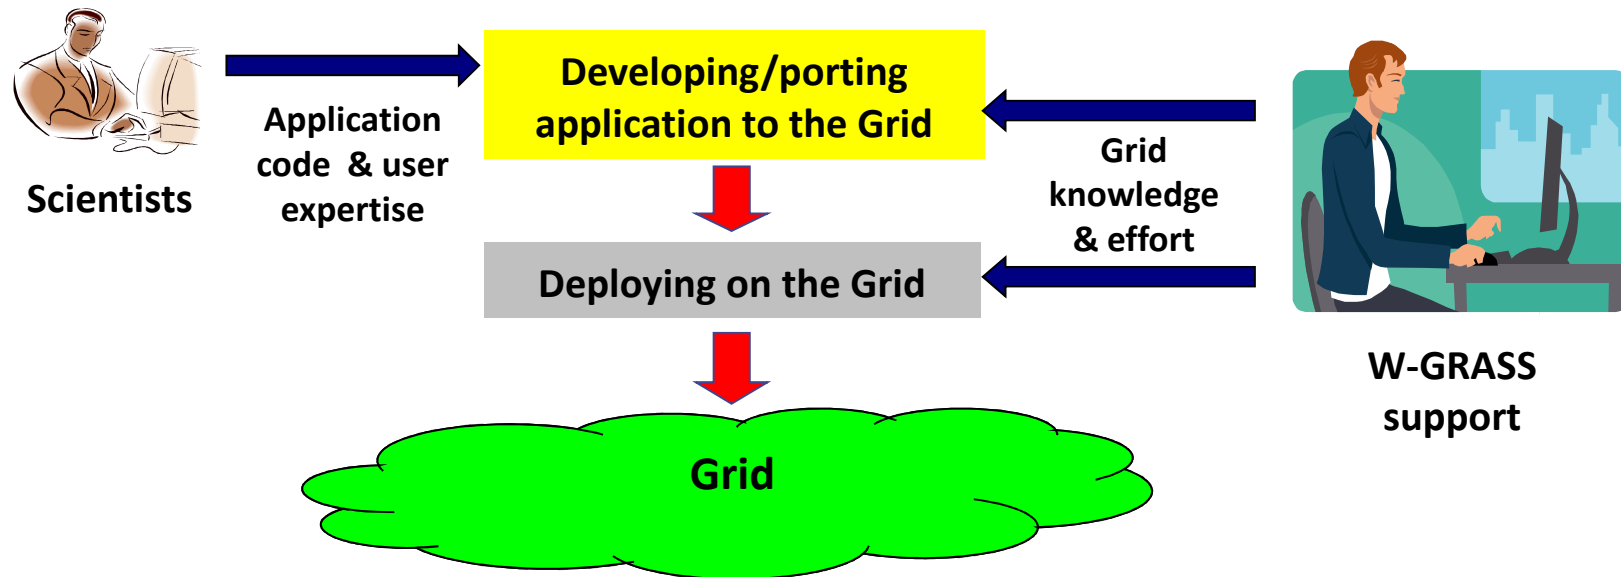 Scientists
Application
code & user
expertise
Developing/porting
application to the Grid
Grid
knowledge
& effort
Deploying on the Grid
W-GRASS
support
Grid